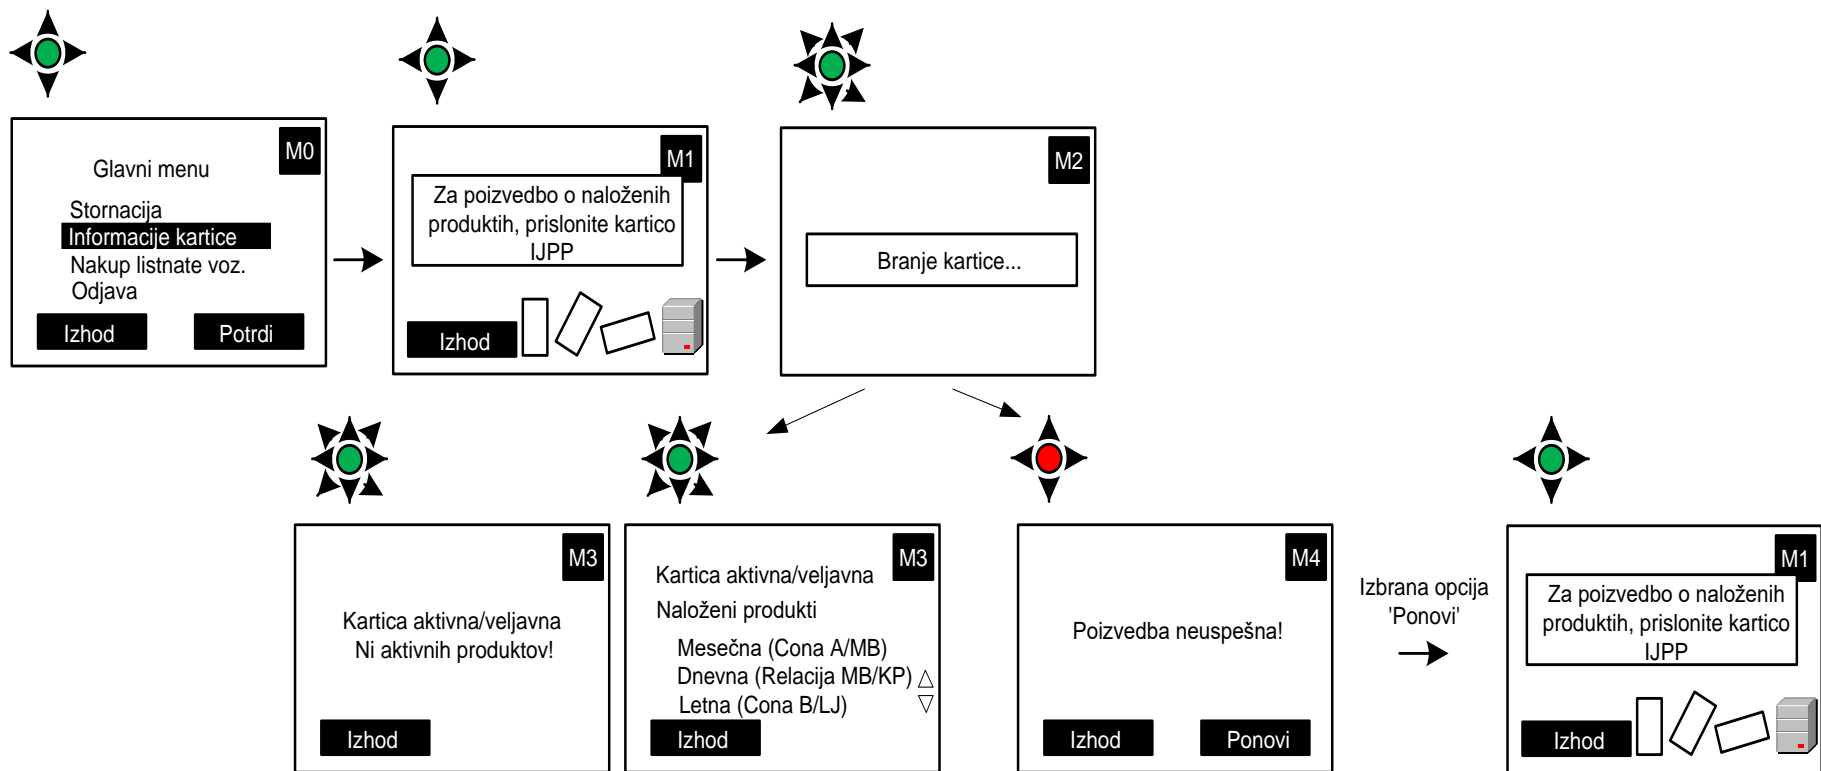 M0
Glavni menu
Stornacija
Informacije kartice
Nakup listnate voz.
Odjava
Izhod
Potrdi
M1
Za poizvedbo o naloženih
produktih, prislonite kartico
IJPP
Izhod
M2
Branje kartice...
M3
Kartica aktivna/veljavna
Ni aktivnih produktov!
Izhod
M3
Kartica aktivna/veljavna
Naloženi produkti
Mesečna (Cona A/MB)
Dnevna (Relacija MB/KP)
Letna (Cona B/LJ)
Izhod
M4
Poizvedba neuspešna!
Izhod
Ponovi
Izbrana opcija
'Ponovi'
M1
Za poizvedbo o naloženih
produktih, prislonite kartico
IJPP
Izhod